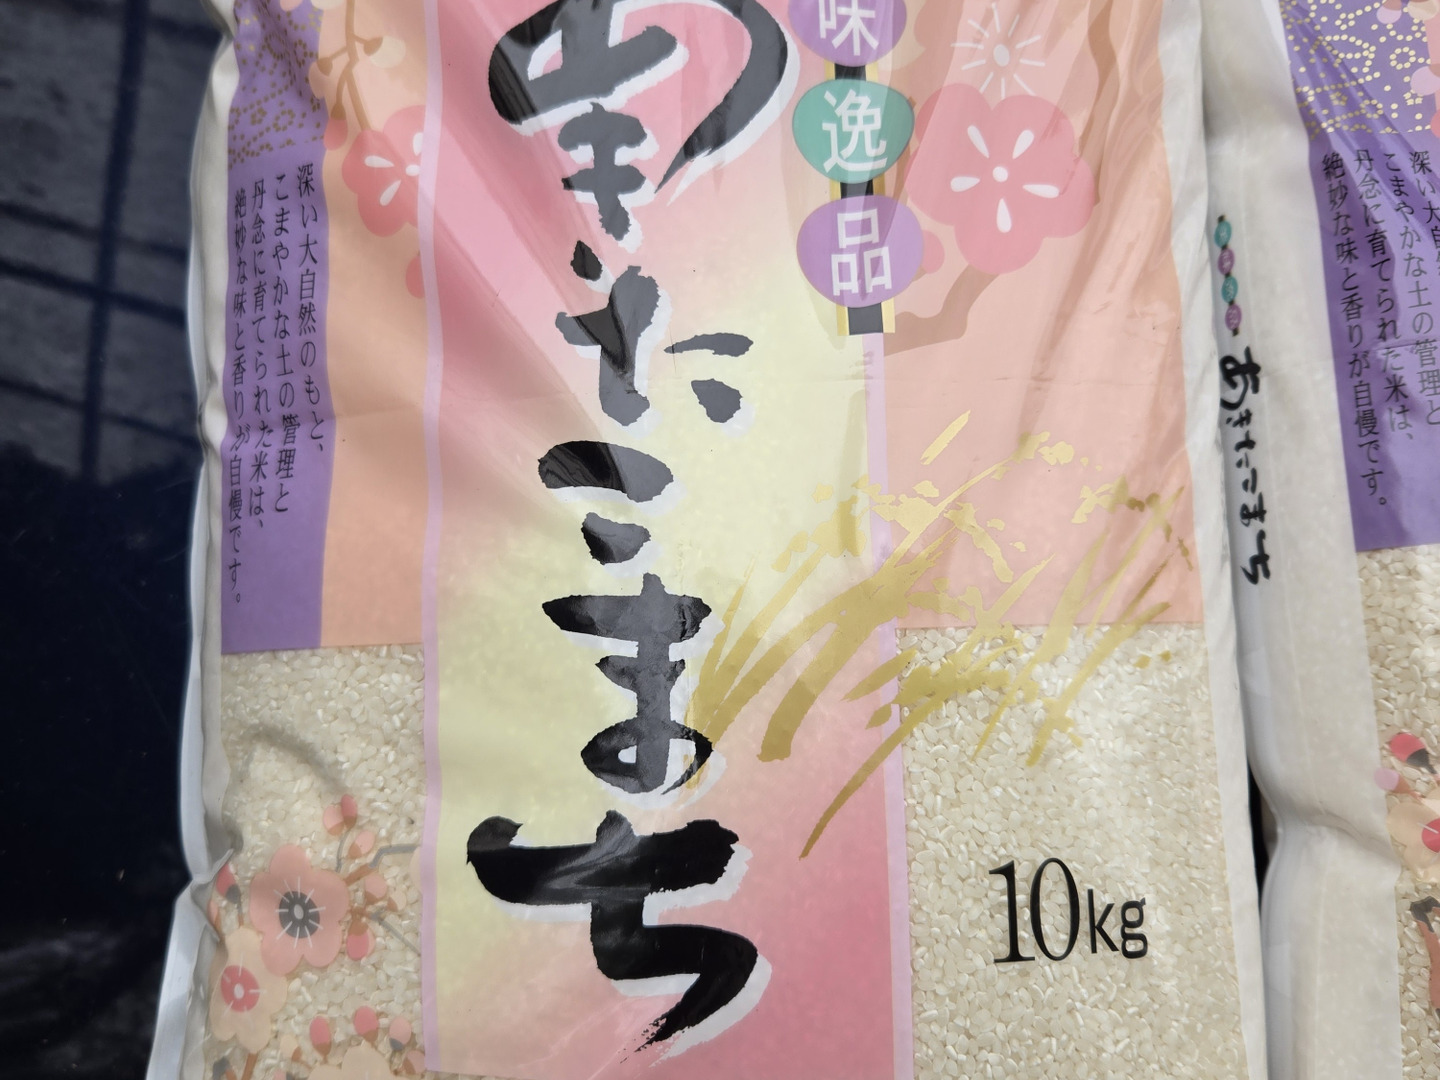 あきたこまち
味
逸
品
深い大自然のもと、
こまやかな土の管理と
丹念に育てられた米は、
絶妙な味と香りが自慢です。
10kg
あきたこまち
深い大自然
こまやかな土の管理と
丹念に育てられた米は、
絶妙な味と香りが自慢です。